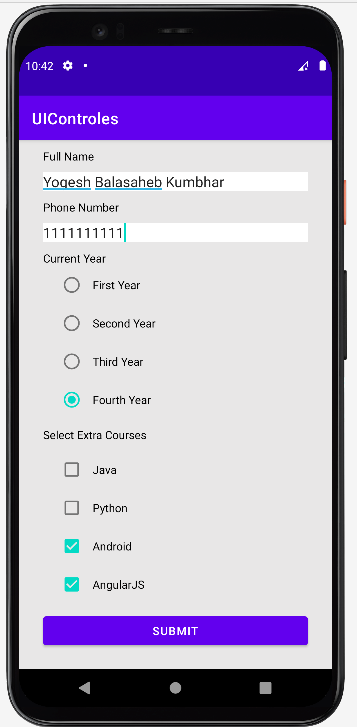 10:42
UIControles
Full Name
Yogesh Balasaheb Kumbhar
Phone Number
1111111111
Current Year
First Year
Second Year
Third Year
Fourth Year
Select Extra Courses
Java
Python
Android
AngularJS
SUBMIT